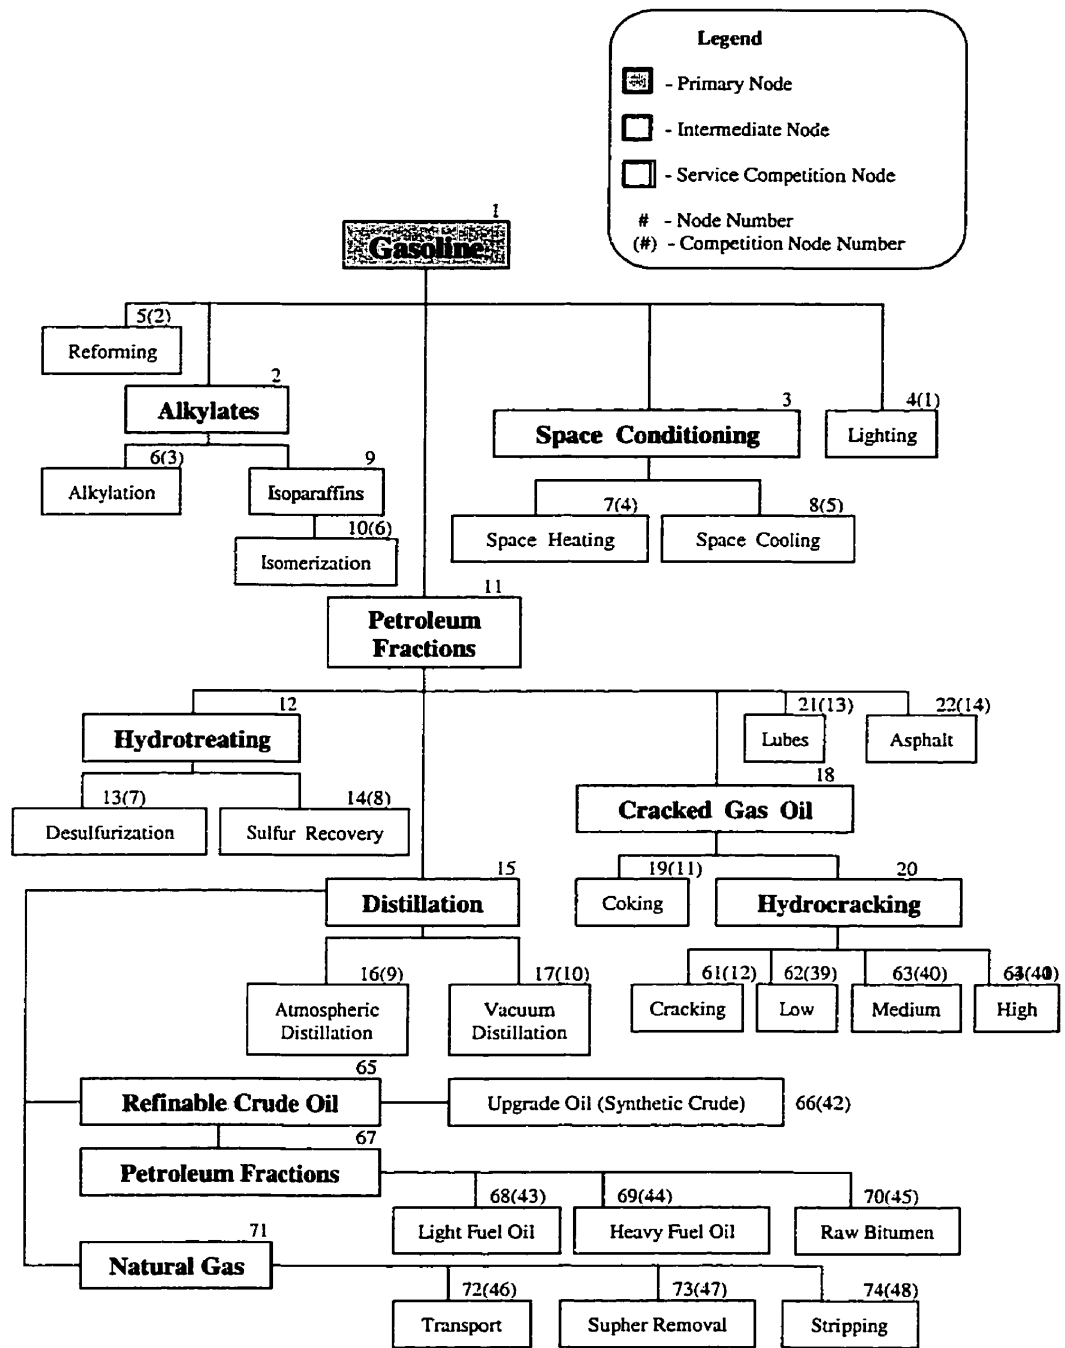 Legend
- Primary Node
- Intermediate Node
- Service Competition Node
# - Node Number
(#) - Competition Node Number
1
Gasoline
5(2)
Reforming
2
Alkylates
3
Space Conditioning
4(1)
Lighting
6(3)
Alkylation
9
Isoparaffins
10(6)
Isomerization
7(4)
Space Heating
8(5)
Space Cooling
11
Petroleum
Fractions
12
Hydrotreating
21(13)
Lubes
22(14)
Asphalt
13(7)
Desulfurization
14(8)
Sulfur Recovery
18
Cracked Gas Oil
15
Distillation
19(11)
Coking
20
Hydrocracking
16(9)
Atmospheric
Distillation
17(10)
Vacuum
Distillation
61(12)
Cracking
62(39)
Low
63(40)
Medium
High
65
Refinable Crude Oil
Upgrade Oil (Synthetic Crude)
66(42)
67
Petroleum Fractions
68(43)
Light Fuel Oil
69(44)
Heavy Fuel Oil
70(45)
Raw Bitumen
71
Natural Gas
72(46)
Transport
73(47)
Supher Removal
74(48)
Stripping